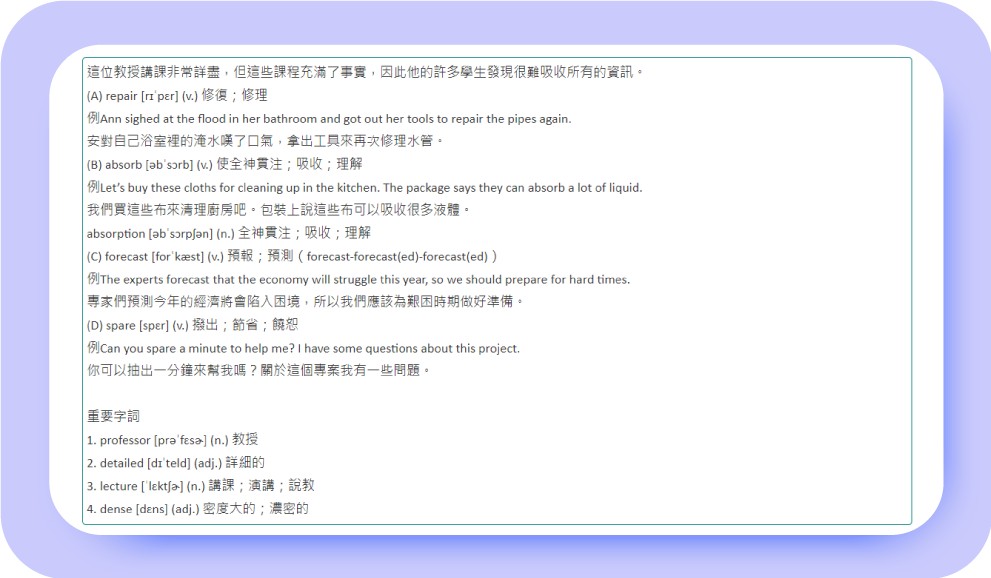 這位教授講課非常詳盡，但這些課程充滿了事實，因此他的許多學生發現很難吸收所有的資訊。
(A) repair [rɪˋpɛr] (v.) 修復；修理
例Ann sighed at the flood in her bathroom and got out her tools to repair the pipes again.
安對自己浴室裡的淹水嘆了口氣，拿出工具來再次修理水管。
(B) absorb [əbˋsɔrb] (v.) 使全神貫注；吸收；理解
例Let’s buy these cloths for cleaning up in the kitchen. The package says they can absorb a lot of liquid.
我們買這些布來清理廚房吧。包裝上說這些布可以吸收很多液體。
absorption [əbˋsɔrpʃən] (n.) 全神貫注；吸收；理解
(C) forecast [forˋkæst] (v.) 預報；預測（forecast-forecast(ed)-forecast(ed)）
例The experts forecast that the economy will struggle this year, so we should prepare for hard times.
專家們預測今年的經濟將會陷入困境，所以我們應該為艱困時期做好準備。
(D) spare [spɛr] (v.) 撥出；節省；饒恕
例Can you spare a minute to help me? I have some questions about this project.
你可以抽出一分鐘來幫我嗎？關於這個專案我有一些問題。
重要字詞
1. professor [prəˋfɛsɚ] (n.) 教授
2. detailed [dɪˋteld] (adj.) 詳細的
3. lecture [ˋlɛktʃɚ] (n.) 講課；演講；說教
4. dense [dɛns] (adj.) 密度大的；濃密的